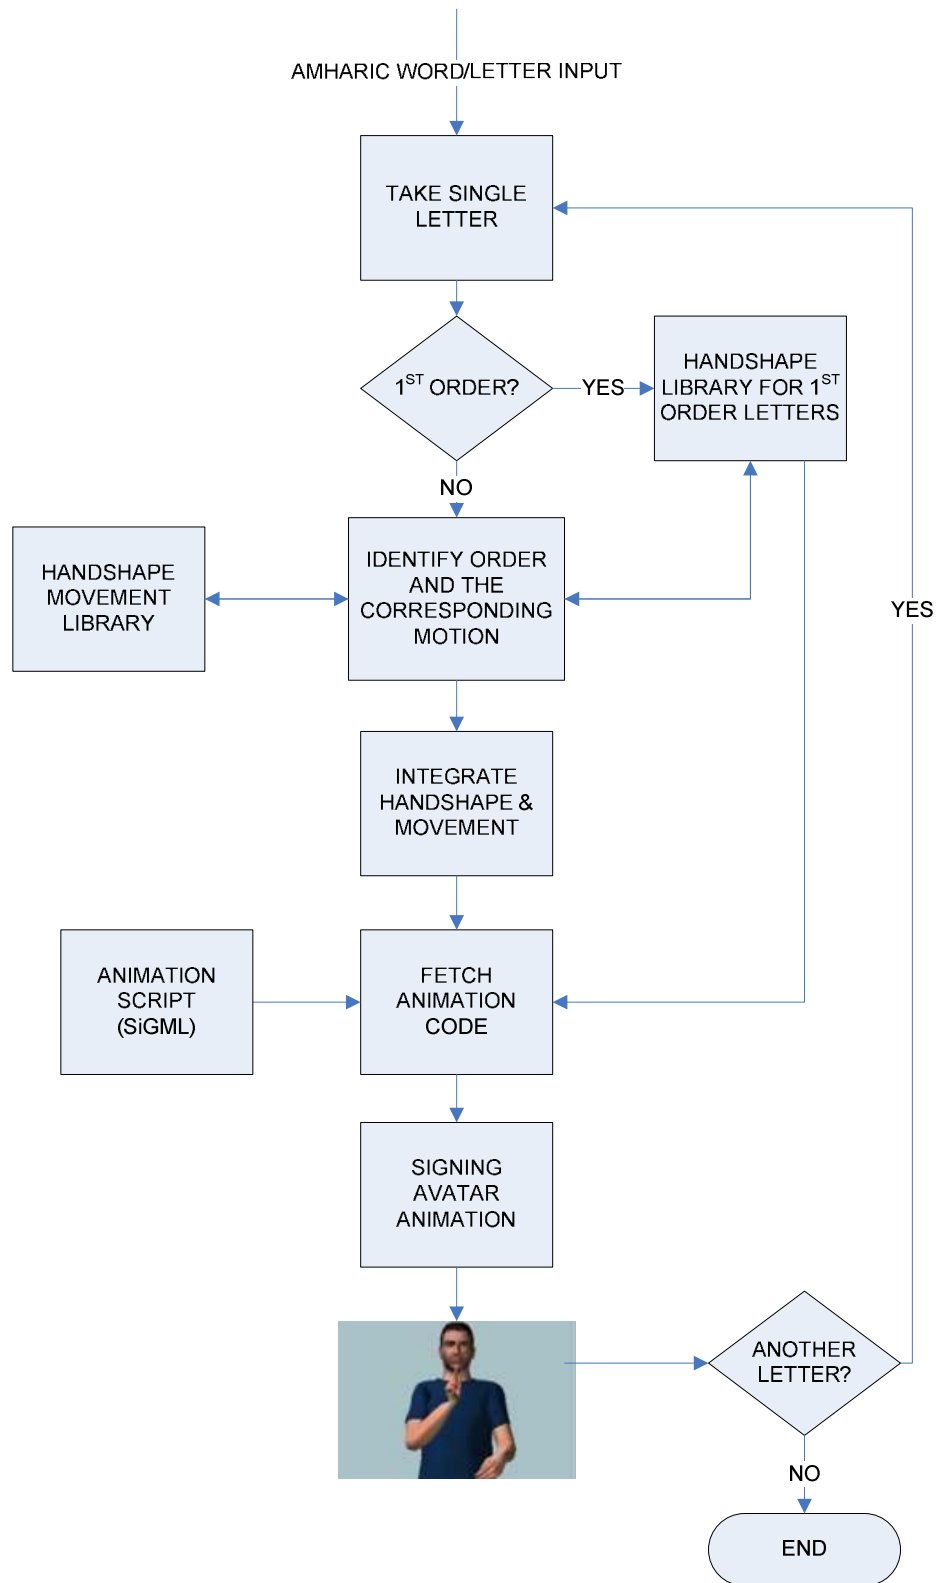 AMHARIC WORD/LETTER INPUT
TAKE SINGLE
LETTER
1ST ORDER?
YES
HANDSHAPE
LIBRARY FOR 1ST
ORDER LETTERS
NO
HANDSHAPE
MOVEMENT
LIBRARY
IDENTIFY ORDER
AND THE
CORRESPONDING
MOTION
YES
INTEGRATE
HANDSHAPE &
MOVEMENT
ANIMATION
SCRIPT
(SiGML)
FETCH
ANIMATION
CODE
SIGNING
AVATAR
ANIMATION
ANOTHER
LETTER?
NO
END